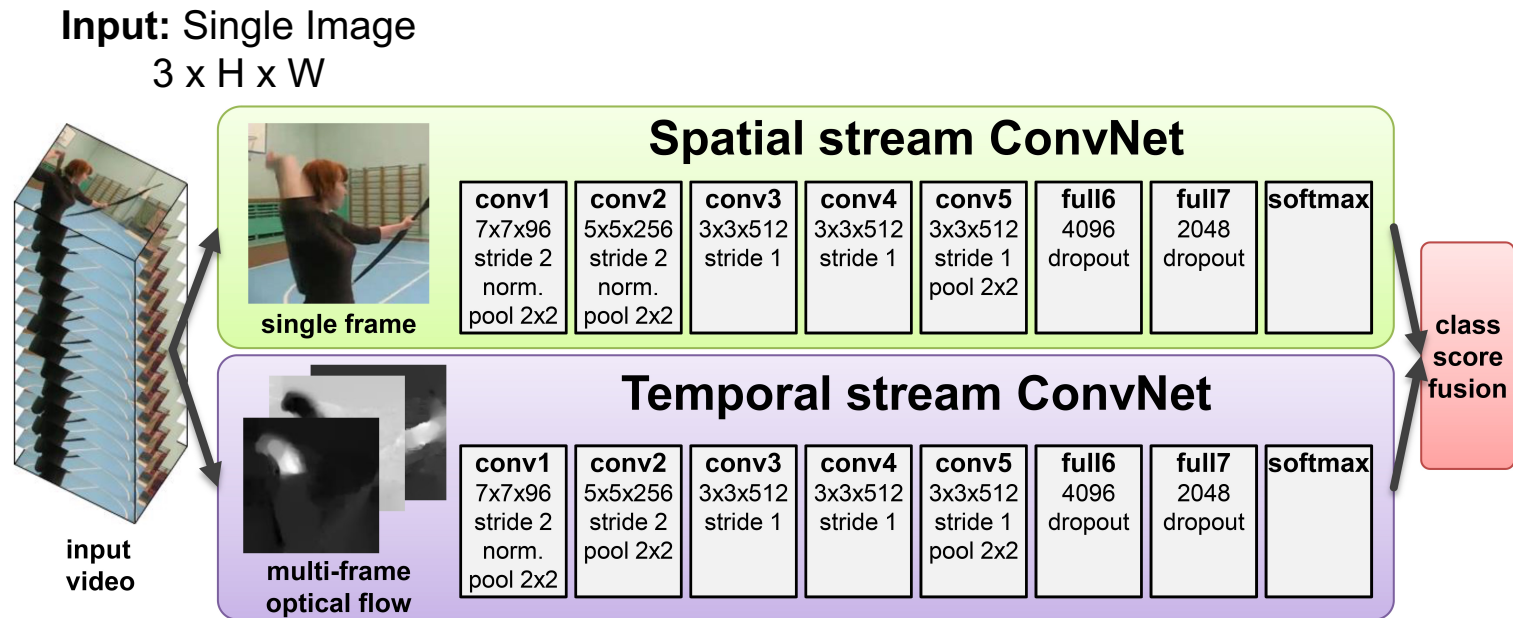 Input: Single Image
3 x H x W
Spatial stream ConvNet
single frame
conv1
7x7x96
stride 2
norm.
pool 2x2
conv2
5x5x256
stride 2
norm.
pool 2x2
conv3
3x3x512
stride 1
conv4
3x3x512
stride 1
conv5
3x3x512
stride 1
pool 2x2
full6
4096
dropout
full7
2048
dropout
softmax
Temporal stream ConvNet
multi-frame
optical flow
conv1
7x7x96
stride 2
norm.
pool 2x2
conv2
5x5x256
stride 2
pool 2x2
conv3
3x3x512
stride 1
conv4
3x3x512
stride 1
conv5
3x3x512
stride 1
pool 2x2
full6
4096
dropout
full7
2048
dropout
softmax
input
video
class
score
fusion